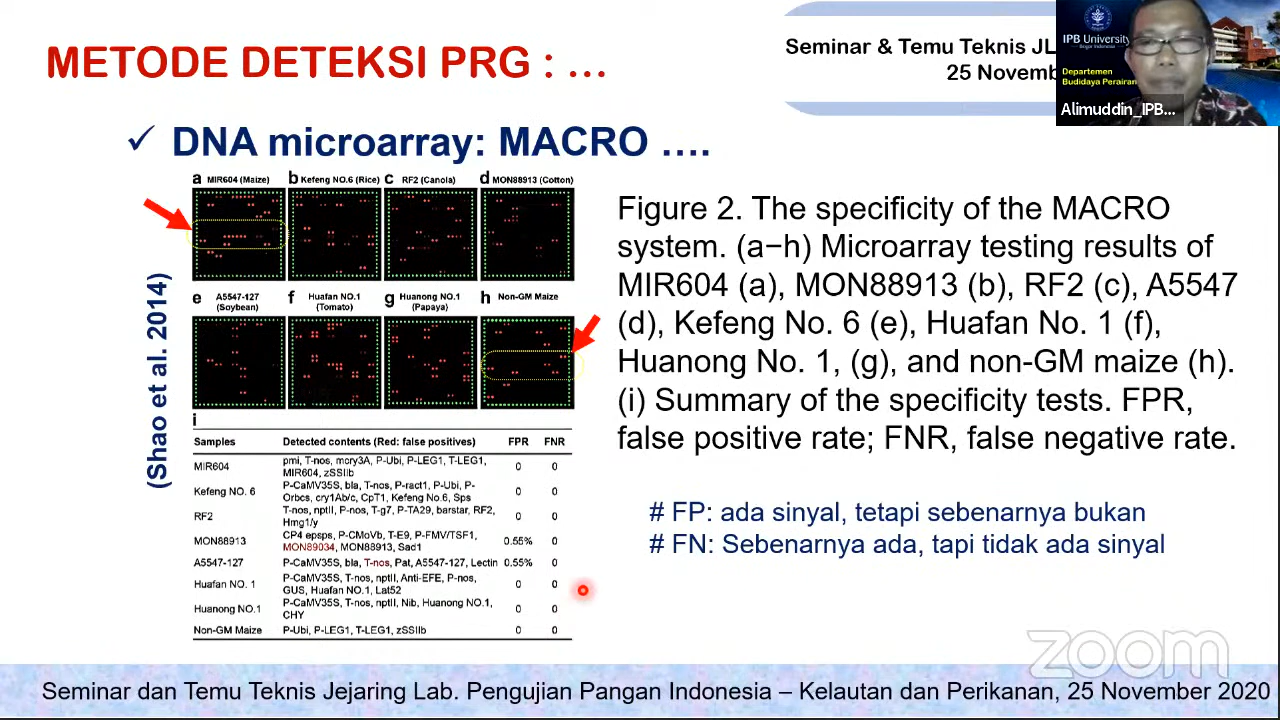 METODE DETEKSI PRG : ...
Seminar & Temu Teknis JL
25 Novemb
IPB University
Bogor Indonesia
Departemen
Budidaya Perairan
Alimuddin_IPB...
✓ DNA microarray: MACRO ....
(Shao et al. 2014)
a MIR604 (Maize) b Kefeng NO.6 (Rice) c RF2 (Canola) d MON88913 (Cotton)
e A5547-127 (Soybean) f Huafan NO.1 (Tomato) g Huanong NO.1 (Papaya) h Non-GM Maize
i
Samples Detected contents (Red: false positives) FPR FNR
MIR604 pmi, T-nos, mcry3A, P-Ubi, P-LEG1, T-LEG1, 0 0
MIR604, zSSIIb
Kefeng NO. 6 P-CaMV35S, bla, T-nos, P-ract1, P-Ubi, P- 0 0
Orbcs, cry1Ab/c, CpT1, Kefeng No.6, Sps
RF2 T-nos, nptII, P-nos, T-g7, P-TA29, barstar, RF2, 0 0
Hmg1/y
MON88913 CP4 epsps, P-CMoVb, T-E9, P-FMV/TSF1, 0.55% 0
MON89034, MON88913, Sad1
A5547-127 P-CaMV35S, bla, T-nos, Pat, A5547-127, Lectin 0.55% 0
Huafan NO. 1 P-CaMV35S, T-nos, nptII, Anti-EFE, P-nos, 0 0
GUS, Huafan NO.1, Lat52
Huanong NO.1 P-CaMV35S, T-nos, nptII, Nib, Huanong NO.1, 0 0
CHY
Non-GM Maize P-Ubi, P-LEG1, T-LEG1, zSSIIb 0 0
Figure 2. The specificity of the MACRO
system. (a−h) Microarray testing results of
MIR604 (a), MON88913 (b), RF2 (c), A5547
(d), Kefeng No. 6 (e), Huafan No. 1 (f),
Huanong No. 1, (g), and non-GM maize (h).
(i) Summary of the specificity tests. FPR,
false positive rate; FNR, false negative rate.
# FP: ada sinyal, tetapi sebenarnya bukan
# FN: Sebenarnya ada, tapi tidak ada sinyal
zoom
Seminar dan Temu Teknis Jejaring Lab. Pengujian Pangan Indonesia – Kelautan dan Perikanan, 25 November 2020